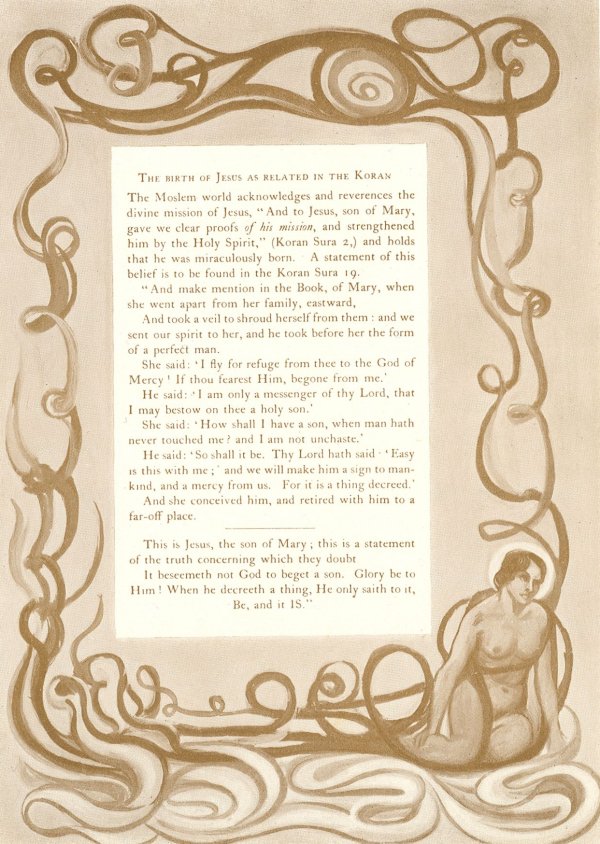 THE BIRTH OF JESUS AS RELATED IN THE KORAN
The Moslem world acknowledges and reverences the
divine mission of Jesus, “And to Jesus, son of Mary,
gave we clear proofs of his mission, and strengthened
him by the Holy Spirit,” (Koran Sura 2,) and holds
that he was miraculously born. A statement of this
belief is to be found in the Koran Sura 19.
“And make mention in the Book, of Mary, when
she went apart from her family, eastward,
And took a veil to shroud herself from them : and we
sent our spirit to her, and he took before her the form
of a perfect man.
She said: ‘I fly for refuge from thee to the God of
Mercy! If thou fearest Him, begone from me.’
He said: ‘I am only a messenger of thy Lord, that
I may bestow on thee a holy son.’
She said: ‘How shall I have a son, when man hath
never touched me? and I am not unchaste.’
He said: ‘So shall it be. Thy Lord hath said · ‘Easy
is this with me ;’ and we will make him a sign to man-
kind, and a mercy from us. For it is a thing decreed.’
And she conceived him, and retired with him to a
far-off place.
This is Jesus, the son of Mary ; this is a statement
of the truth concerning which they doubt
It beseemeth not God to beget a son. Glory be to
Him! When he decreeth a thing, He only saith to it,
Be, and it IS.”